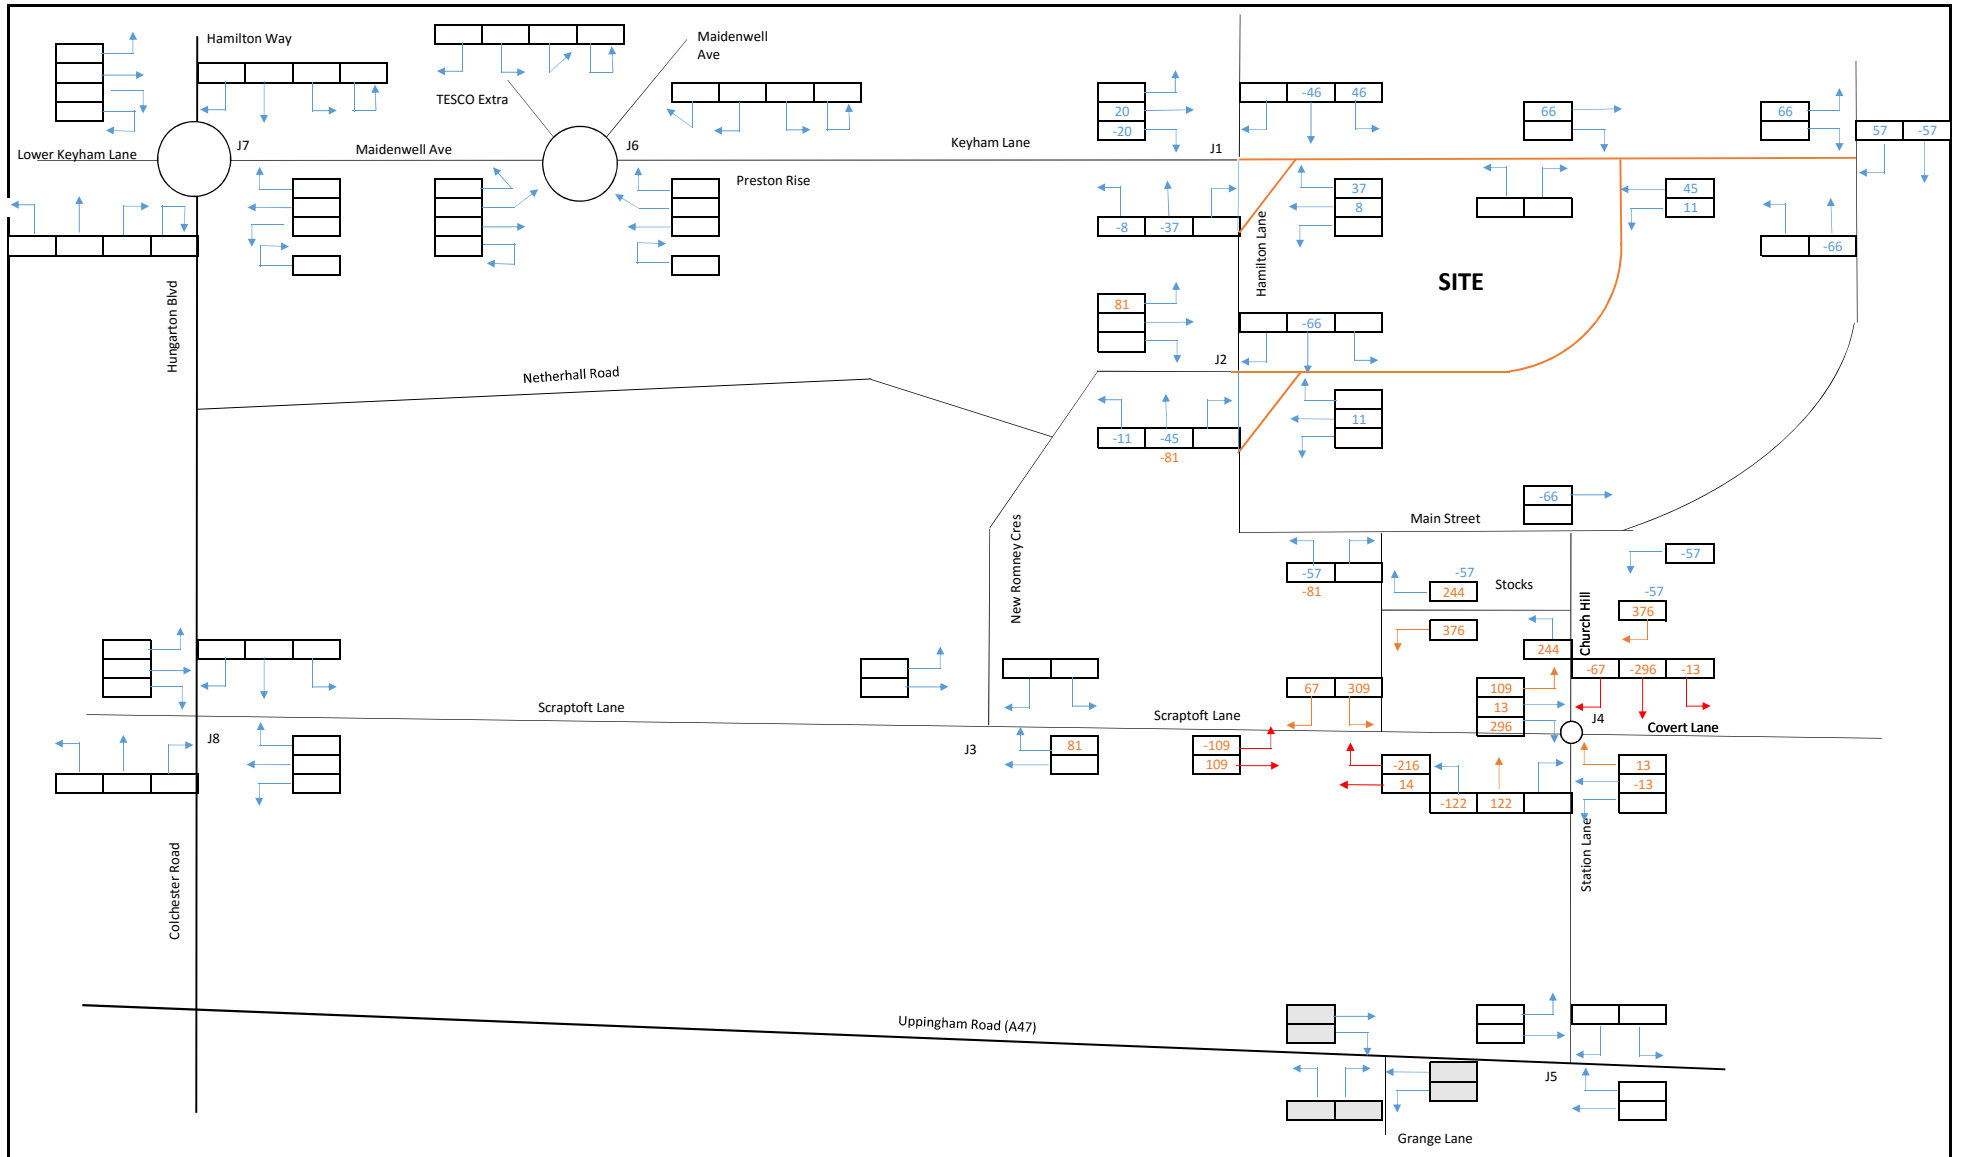 Hamilton Way
Maidenwell
Ave
TESCO Extra
-46 46
20
-20
66
66
57 -57
J7
J6
J1
Keyham Lane
Lower Keyham Lane
Maidenwell Ave
Preston Rise
37
8
-8 -37
45
11
-66
Hamilton Lane
SITE
Hungarton Blvd
81
-66
J2
Netherhall Road
11
-11 -45
-81
-66
Main Street
New Romney Cres
-57
-81
-57
244
Stocks
-57
-57
376
376
Church Hill
244
-67 -296 -13
67 309
109
13
296
Scraptoft Lane
Scraptoft Lane
J4
Covert Lane
J8
J3
81
-109
109
-216
14
-122 122
13
-13
Station Lane
Colchester Road
Uppingham Road (A47)
J5
Grange Lane